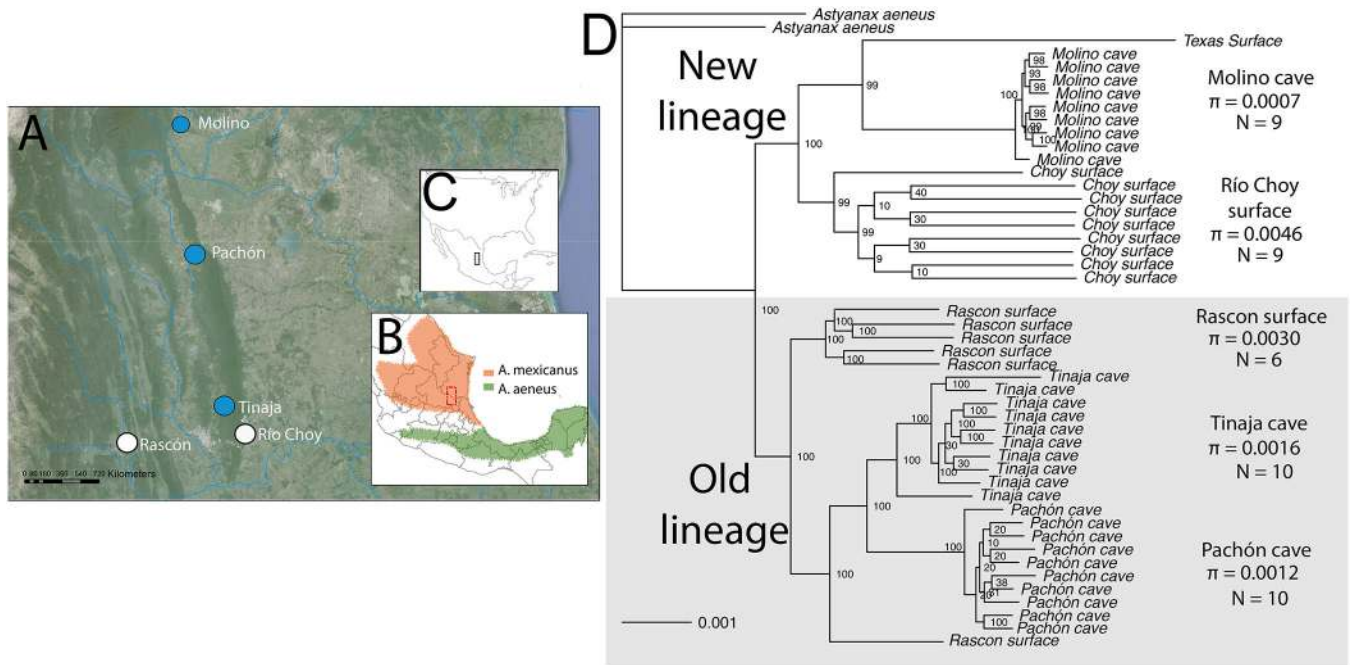 A
Molino
Pachón
Tinaja
Rascón
Río Choy
Kilometers
C
B
A. mexicanus
A. aeneus
D
New
lineage
Old
lineage
Astyanax aeneus
Astyanax aeneus
Texas Surface
Molino cave
Molino cave
Molino cave
Molino cave
Molino cave
Molino cave
Molino cave
Molino cave
Molino cave
Choy surface
Choy surface
Choy surface
Choy surface
Choy surface
Choy surface
Choy surface
Choy surface
Choy surface
Rascon surface
Rascon surface
Rascon surface
Rascon surface
Rascon surface
Tinaja cave
Tinaja cave
Tinaja cave
Tinaja cave
Tinaja cave
Tinaja cave
Tinaja cave
Tinaja cave
Tinaja cave
Tinaja cave
Pachón cave
Pachón cave
Pachón cave
Pachón cave
Pachón cave
Pachón cave
Pachón cave
Pachón cave
Pachón cave
Pachón cave
Rascon surface
99
98
93
98
100
98
100
100
99
40
10
30
99
30
9
10
100
100
100
100
100
100
100
100
100
100
100
30
30
100
100
100
100
100
20
10
20
20
38
100
100
0.001
Molino cave
π = 0.0007
N = 9
Río Choy
surface
π = 0.0046
N = 9
Rascon surface
π = 0.0030
N = 6
Tinaja cave
π = 0.0016
N = 10
Pachón cave
π = 0.0012
N = 10